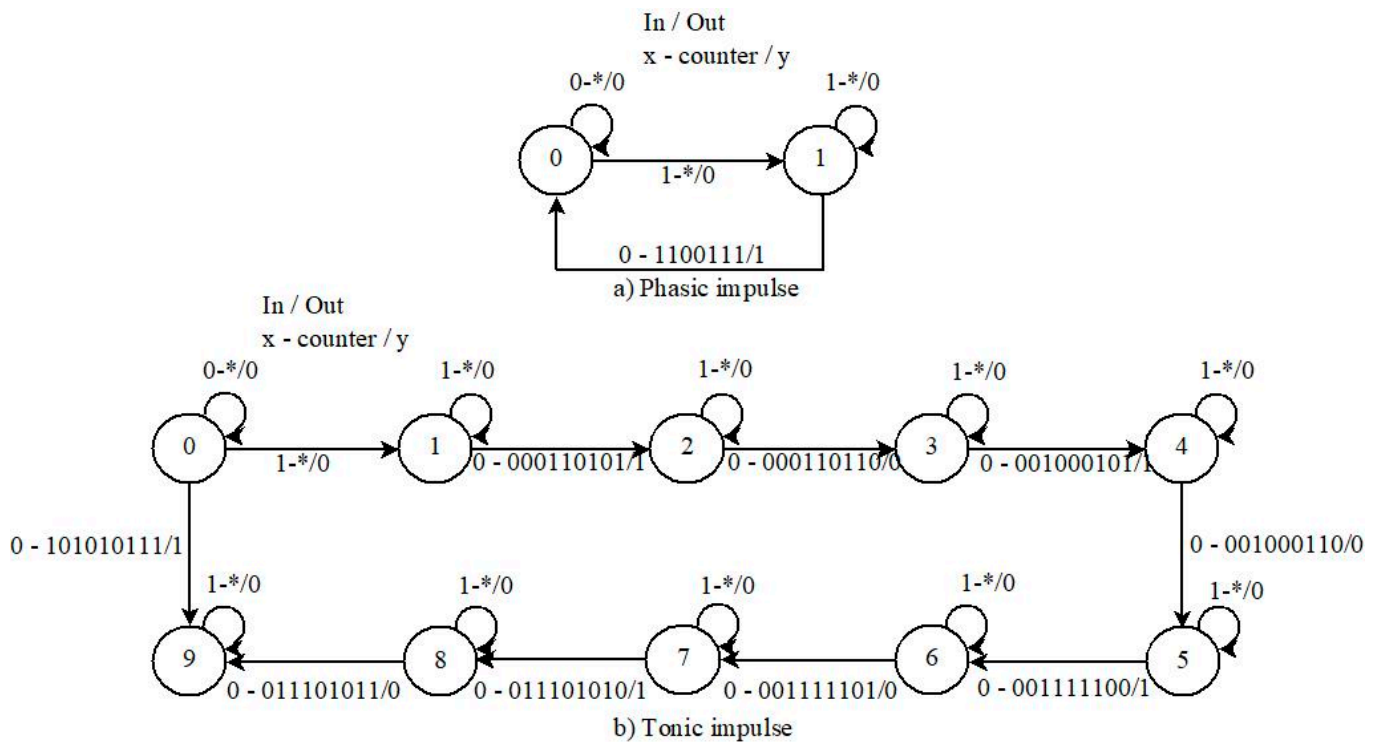 In / Out
x - counter / y
0-*/0
1-*/0
0
1
1-*/0
0 - 1100111/1
a) Phasic impulse
In / Out
x - counter / y
0-*/0
1-*/0
1-*/0
1-*/0
1-*/0
0
1
2
3
4
1-*/0
0 - 000110101/1
0 - 000110110/0
0 - 001000101/1
0 - 101010111/1
0 - 001000110/0
1-*/0
1-*/0
1-*/0
1-*/0
1-*/0
9
8
7
6
5
0 - 011101011/0
0 - 011101010/1
0 - 001111101/0
0 - 001111100/1
b) Tonic impulse